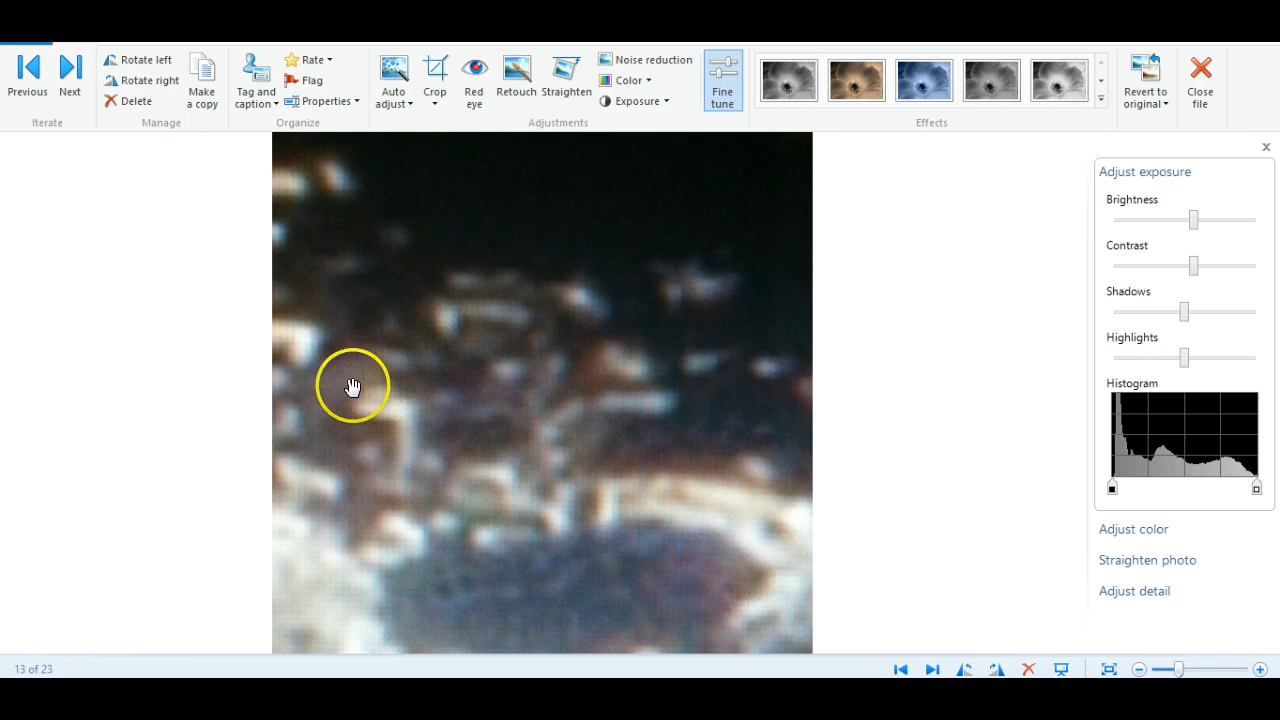 Previous
Next
Iterate
Rotate left
Rotate right
Delete
Make a copy
Manage
Tag and caption
Rate
Flag
Properties
Organize
Auto adjust
Crop
Red eye
Retouch
Straighten
Noise reduction
Color
Exposure
Fine tune
Adjustments
Effects
Revert to original
Close file
x
Adjust exposure
Brightness
Contrast
Shadows
Highlights
Histogram
Adjust color
Straighten photo
Adjust detail
13 of 23